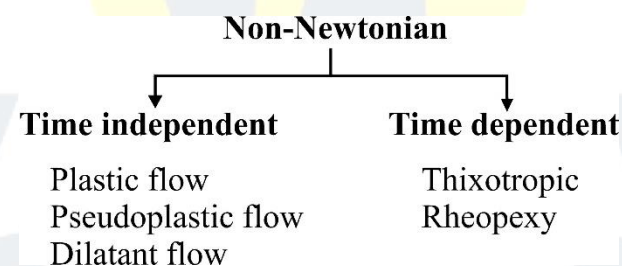 Non-Newtonian
Time independent
Plastic flow
Pseudoplastic flow
Dilatant flow
Time dependent
Thixotropic
Rheopexy